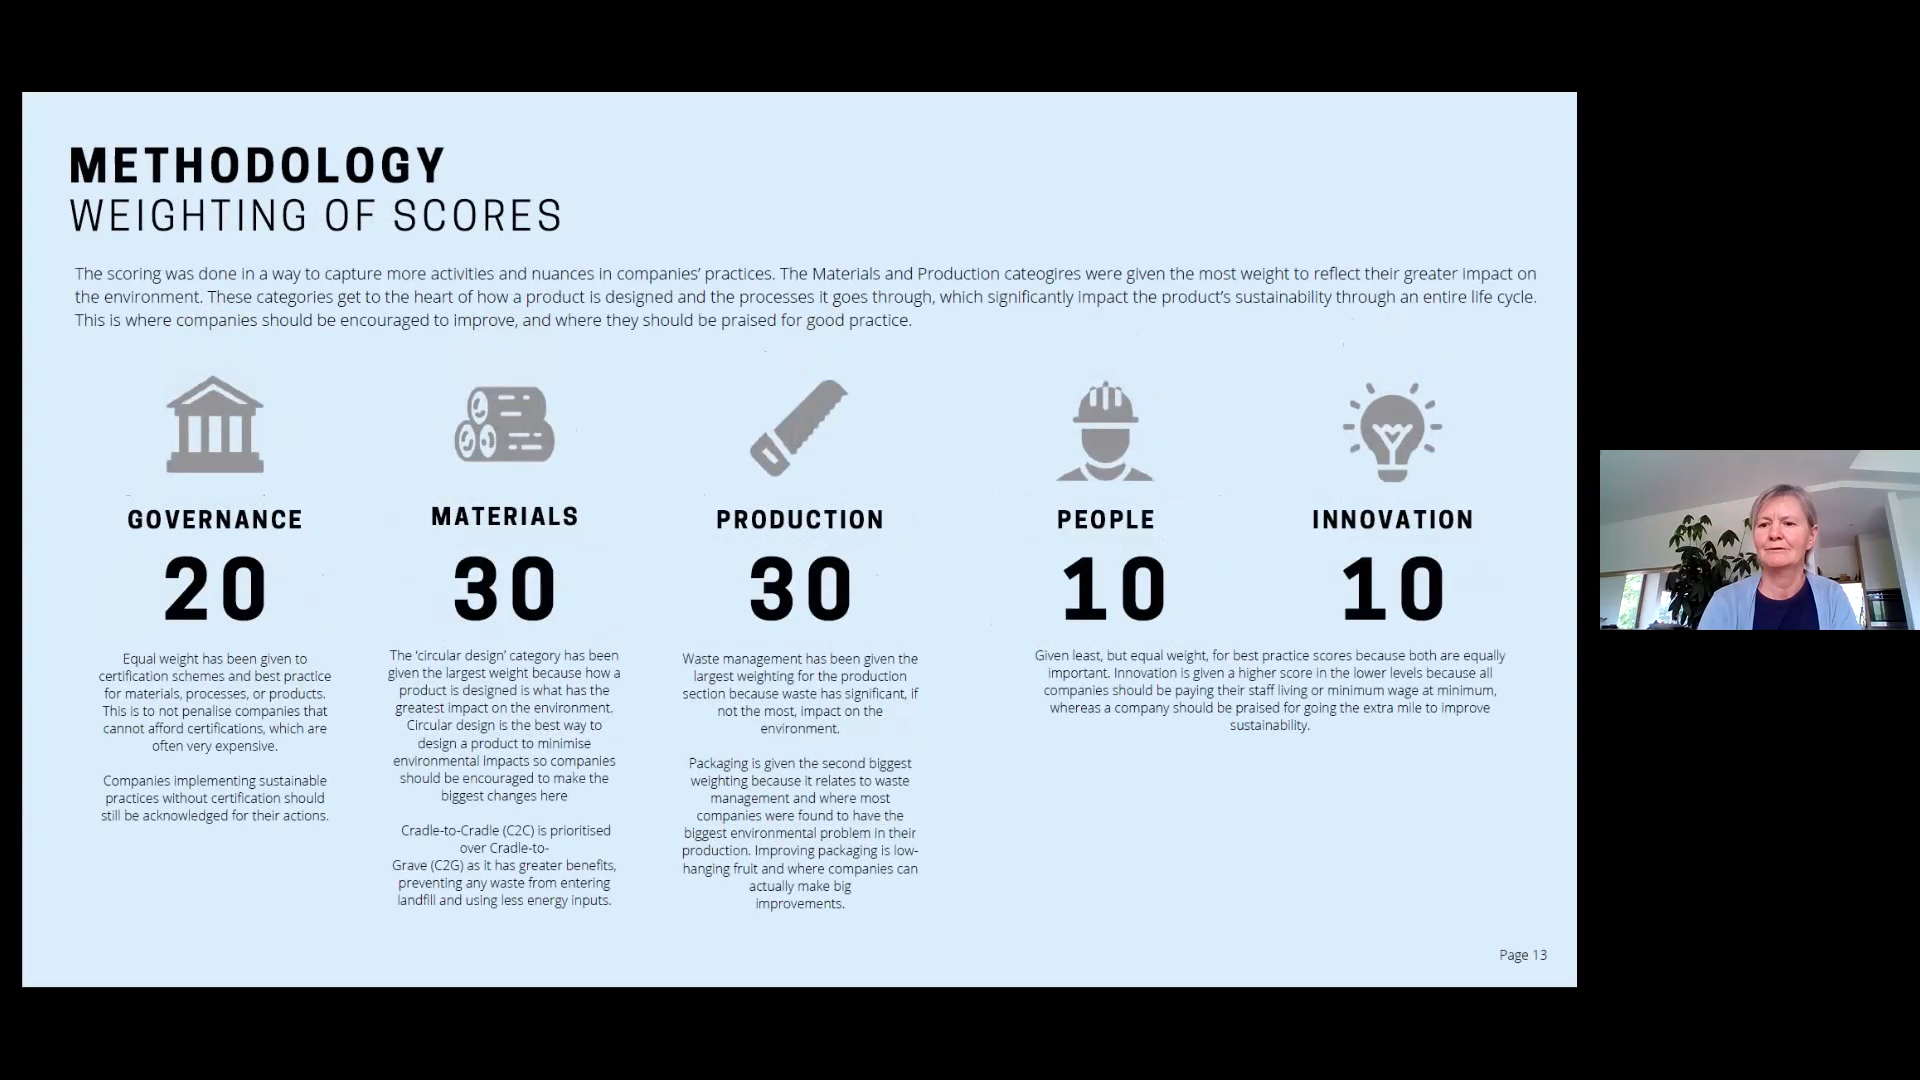 METHODOLOGY
WEIGHTING OF SCORES
The scoring was done in a way to capture more activities and nuances in companies' practices. The Materials and Production cateogires were given the most weight to reflect their greater impact on
the environment. These categories get to the heart of how a product is designed and the processes it goes through, which significantly impact the product's sustainability through an entire life cycle.
This is where companies should be encouraged to improve, and where they should be praised for good practice.
GOVERNANCE
20
Equal weight has been given to
certification schemes and best practice
for materials, processes, or products.
This is to not penalise companies that
cannot afford certifications, which are
often very expensive.
Companies implementing sustainable
practices without certification should
still be acknowledged for their actions.
MATERIALS
30
The 'circular design' category has been
given the largest weight because how a
product is designed is what has the
greatest impact on the environment.
Circular design is the best way to
design a product to minimise
environmental impacts so companies
should be encouraged to make the
biggest changes here
Cradle-to-Cradle (C2C) is prioritised
over Cradle-to-
Grave (C2G) as it has greater benefits,
preventing any waste from entering
landfill and using less energy inputs.
PRODUCTION
30
Waste management has been given the
largest weighting for the production
section because waste has significant, if
not the most, impact on the
environment.
Packaging is given the second biggest
weighting because it relates to waste
management and where most
companies were found to have the
biggest environmental problem in their
production. Improving packaging is low-
hanging fruit and where companies can
actually make big
improvements.
PEOPLE
10
INNOVATION
10
Given least, but equal weight, for best practice scores because both are equally
important. Innovation is given a higher score in the lower levels because all
companies should be paying their staff living or minimum wage at minimum,
whereas a company should be praised for going the extra mile to improve
sustainability.
Page 13